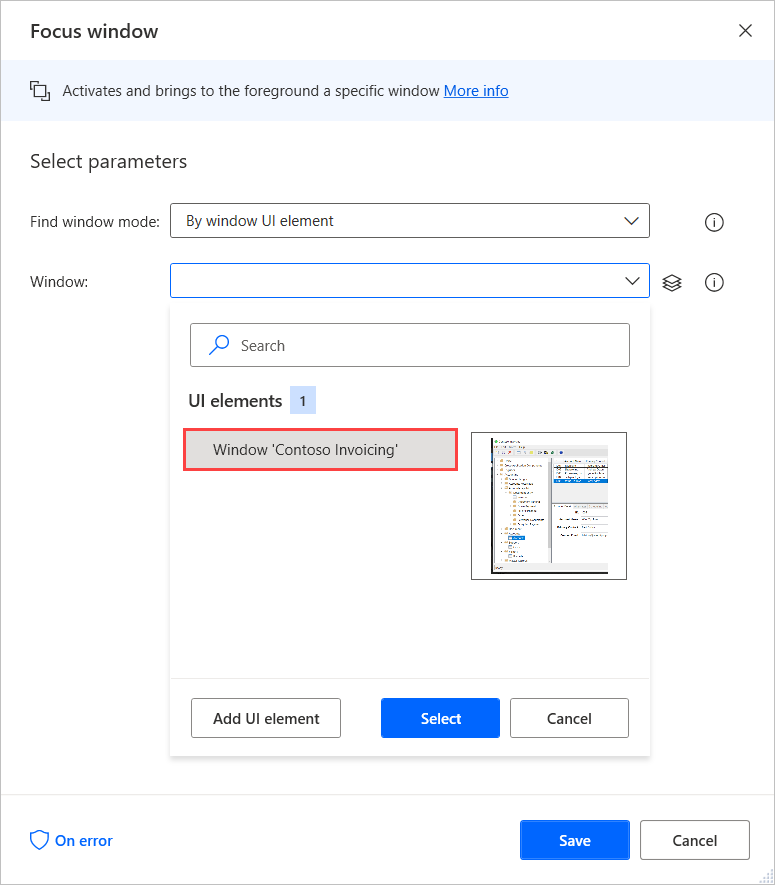 Focus window
Activates and brings to the foreground a specific window More info
Select parameters
Find window mode: By window UI element
Window:
Search
UI elements 1
Window 'Contoso Invoicing'
Add UI element Select Cancel
On error Save Cancel